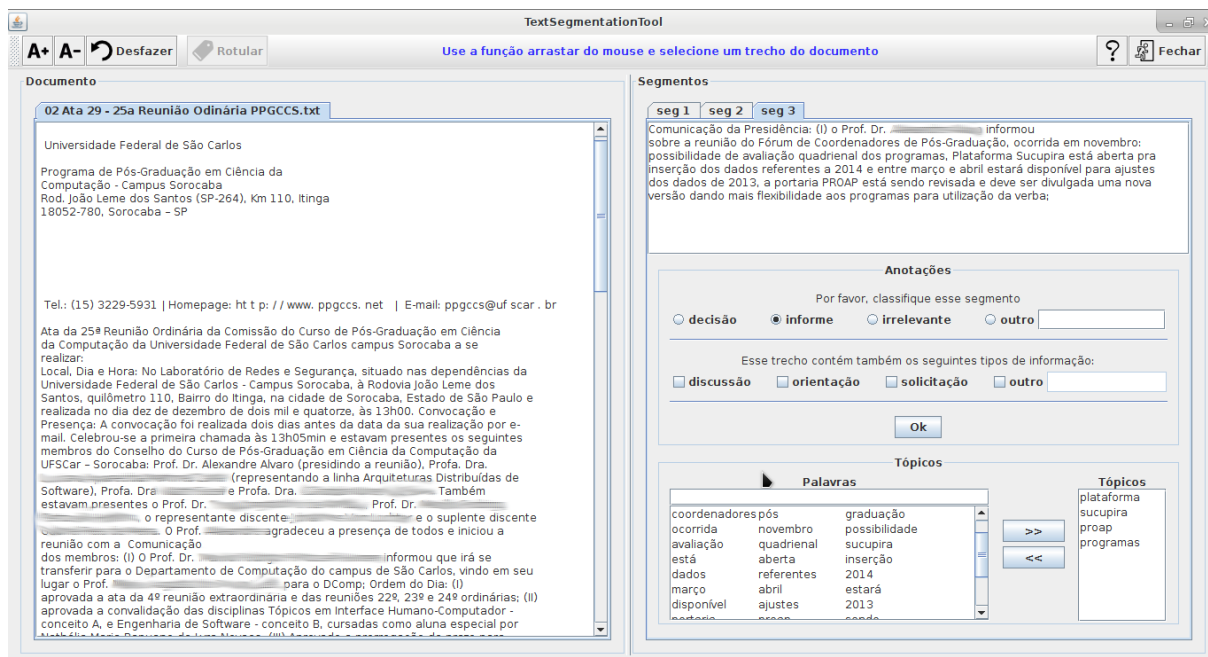 TextSegmentationTool
A+ A- Desfazer Rotular Use a função arrastar do mouse e selecione um trecho do documento ? Fechar
Documento
02 Ata 29 - 25a Reunião Odinária PPGCCS.txt
Universidade Federal de São Carlos
Programa de Pós-Graduação em Ciência da
Computação - Campus Sorocaba
Rod. João Leme dos Santos (SP-264), Km 110, Itinga
18052-780, Sorocaba – SP
Tel.: (15) 3229-5931 | Homepage: ht t p: / / www. ppgccs. net | E-mail: ppgccs@uf scar . br
Ata da 25ª Reunião Ordinária da Comissão do Curso de Pós-Graduação em Ciência
da Computação da Universidade Federal de São Carlos campus Sorocaba a se
realizar:
Local, Dia e Hora: No Laboratório de Redes e Segurança, situado nas dependências da
Universidade Federal de São Carlos - Campus Sorocaba, à Rodovia João Leme dos
Santos, quilômetro 110, Bairro do Itinga, na cidade de Sorocaba, Estado de São Paulo e
realizada no dia dez de dezembro de dois mil e quatorze, às 13h00. Convocação e
Presença: A convocação foi realizada dois dias antes da data da sua realização por e-
mail. Celebrou-se a primeira chamada às 13h05min e estavam presentes os seguintes
membros do Conselho do Curso de Pós-Graduação em Ciência da Computação da
UFSCar – Sorocaba: Prof. Dr. Alexandre Alvaro (presidindo a reunião), Profa. Dra.
(representando a linha Arquiteturas Distribuídas de
Software), Profa. Dra e Profa. Dra. Também
estavam presentes o Prof. Dr. Prof. Dr.
, o representante discente e o suplente discente
O Prof. agradeceu a presença de todos e iniciou a
reunião com a Comunicação
dos membros: (I) O Prof. Dr. informou que irá se
transferir para o Departamento de Computação do campus de São Carlos, vindo em seu
lugar o Prof. para o DComp; Ordem do Dia: (I)
aprovada a ata da 4º reunião extraordinária e das reuniões 22º, 23º e 24º ordinárias; (II)
aprovada a convalidação das disciplinas Tópicos em Interface Humano-Computador -
conceito A, e Engenharia de Software - conceito B, cursadas como aluna especial por
Segmentos
seg 1 seg 2 seg 3
Comunicação da Presidência: (I) o Prof. Dr. informou
sobre a reunião do Fórum de Coordenadores de Pós-Graduação, ocorrida em novembro:
possibilidade de avaliação quadrienal dos programas, Plataforma Sucupira está aberta pra
inserção dos dados referentes a 2014 e entre março e abril estará disponível para ajustes
dos dados de 2013, a portaria PROAP está sendo revisada e deve ser divulgada uma nova
versão dando mais flexibilidade aos programas para utilização da verba;
Anotações
Por favor, classifique esse segmento
decisão informe irrelevante outro
Esse trecho contém também os seguintes tipos de informação:
discussão orientação solicitação outro
Ok
Tópicos
Palavras
coordenadores pós graduação
ocorrida novembro possibilidade
avaliação quadrienal sucupira
está aberta inserção
dados referentes 2014
março abril estará
disponível ajustes 2013
portaria proap sendo
>>
<<
Tópicos
plataforma
sucupira
proap
programas